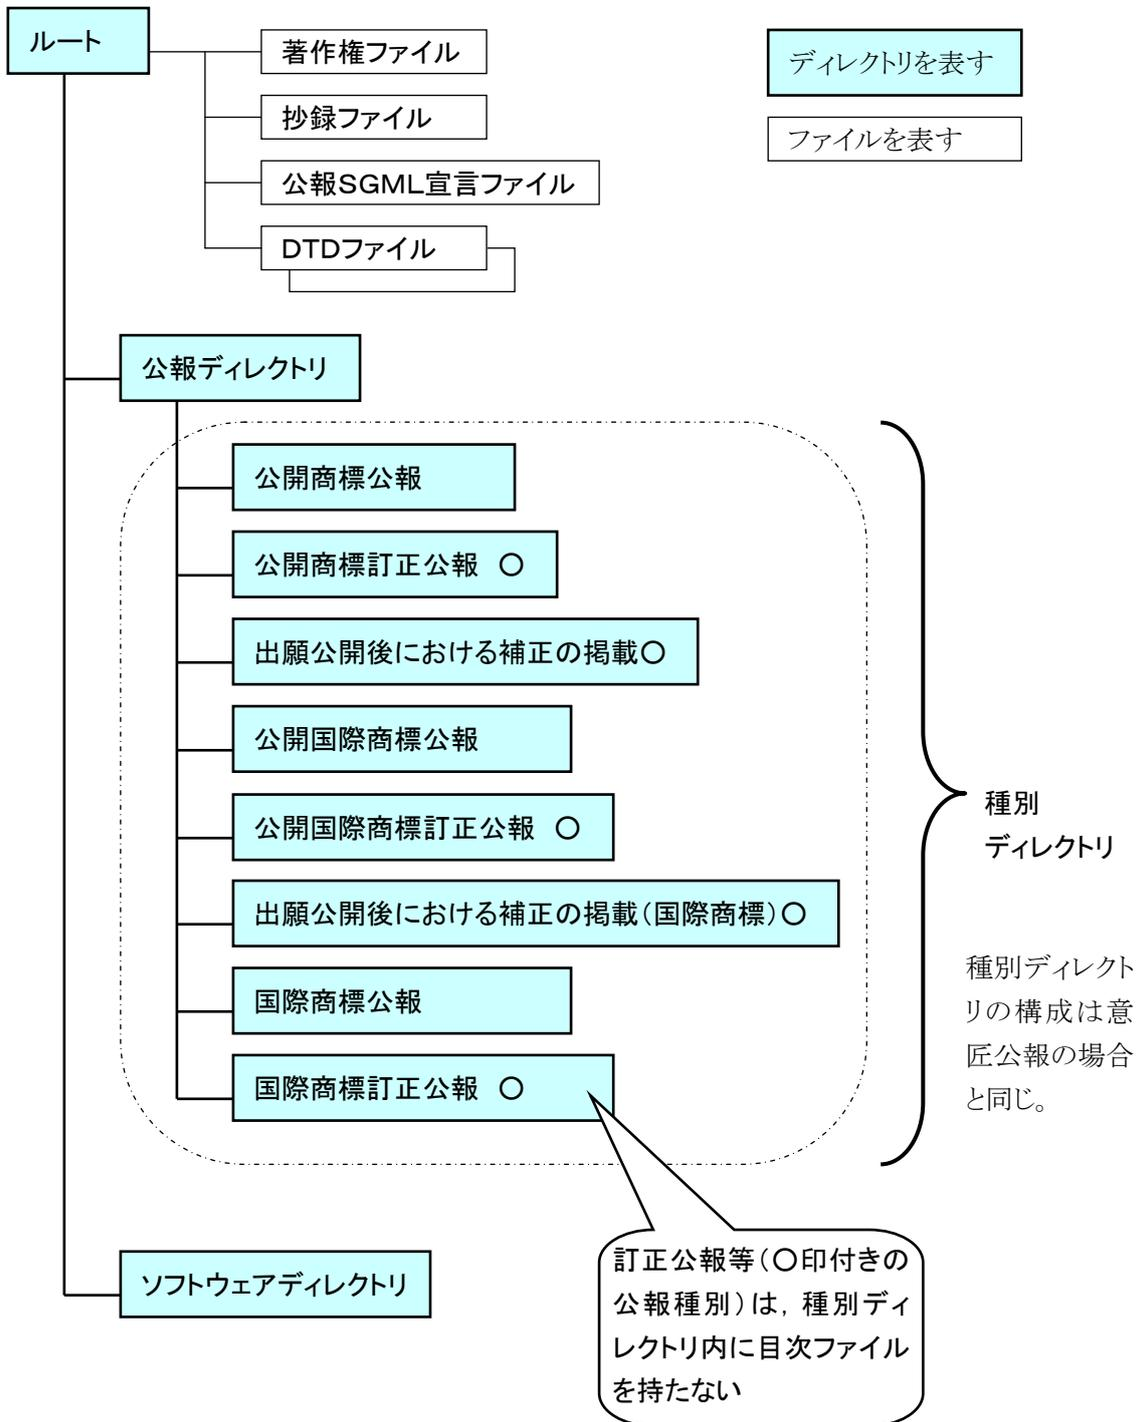 ルート
著作権ファイル
抄録ファイル
公報SGML宣言ファイル
DTDファイル
ディレクトリを表す
ファイルを表す
公報ディレクトリ
公開商標公報
公開商標訂正公報 ○
出願公開後における補正の掲載○
公開国際商標公報
公開国際商標訂正公報 ○
出願公開後における補正の掲載(国際商標)○
国際商標公報
国際商標訂正公報 ○
種別
ディレクトリ
種別ディレクト
リの構成は意
匠公報の場合
と同じ。
ソフトウェアディレクトリ
訂正公報等(○印付きの
公報種別)は,種別ディ
レクトリ内に目次ファイル
を持たない